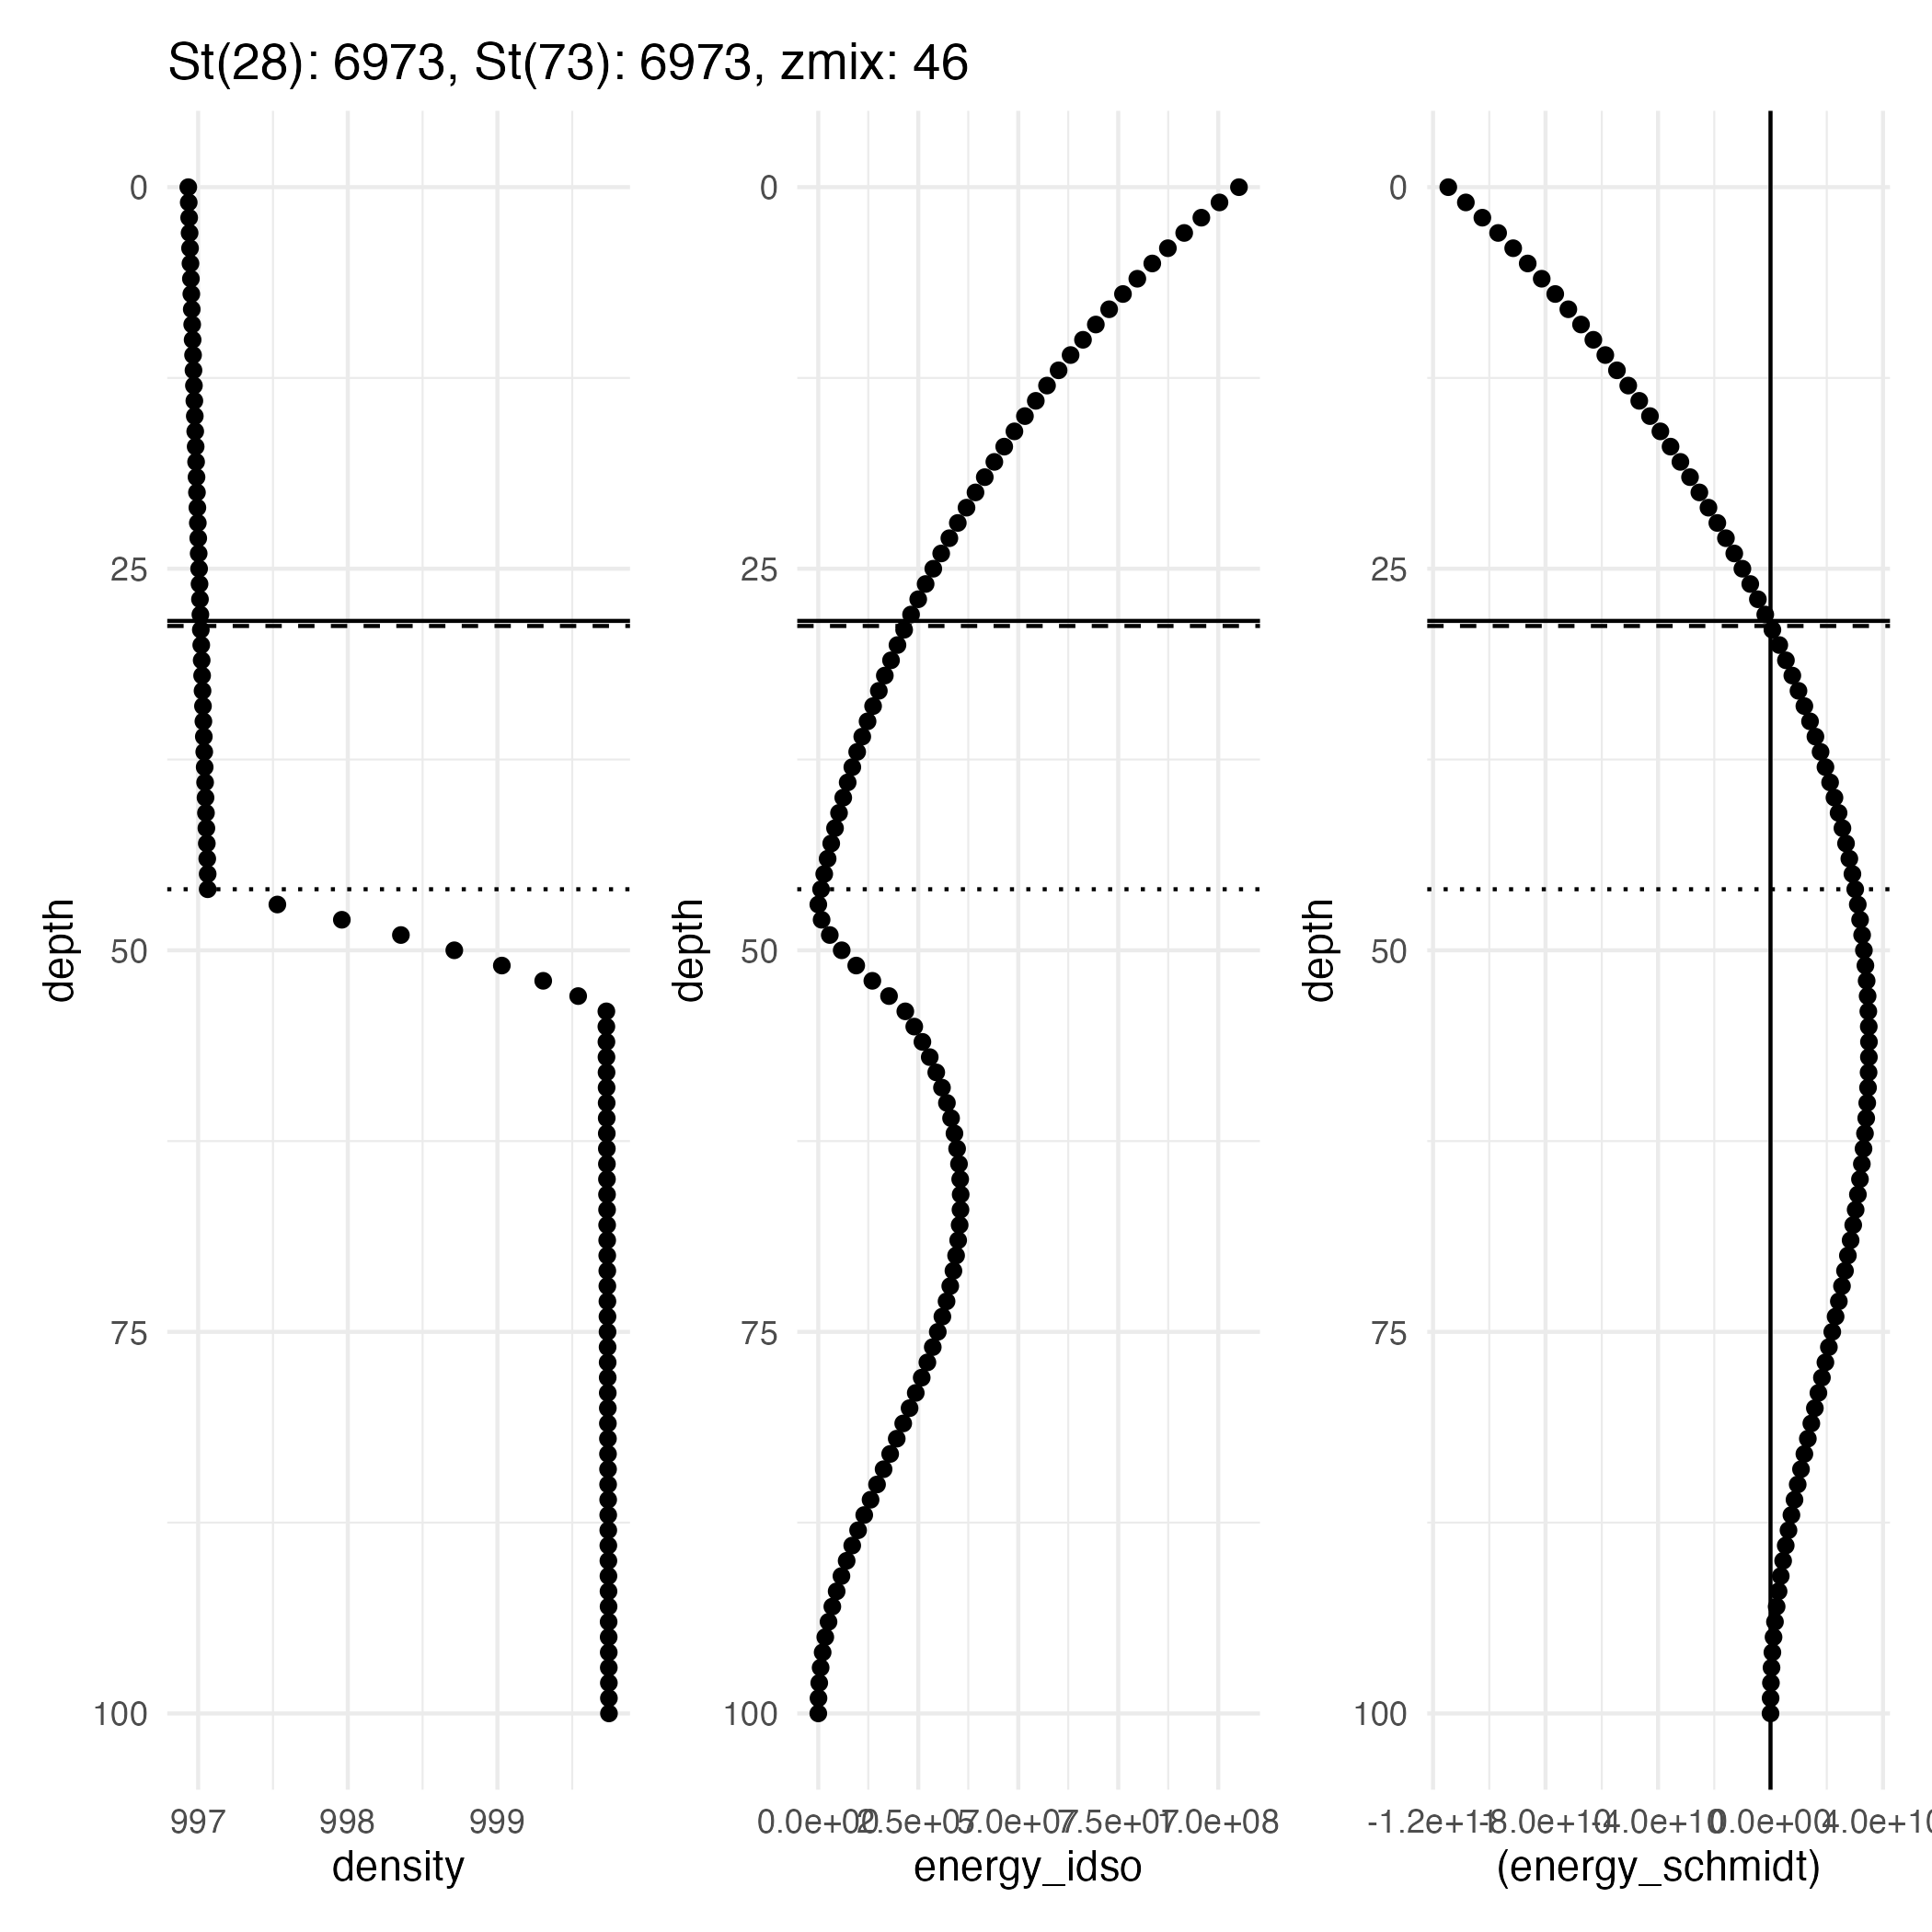 St(28): 6973, St(73): 6973, zmix: 46
0
25
50
75
100
depth
997
998
999
density
0
25
50
75
100
depth
0.0e+00
2.5e+07
5.0e+07
7.5e+07
1.0e+08
energy_idso
0
25
50
75
100
depth
-1.2e+11
-8.0e+10
-4.0e+10
0.0e+00
4.0e+10
(energy_schmidt)